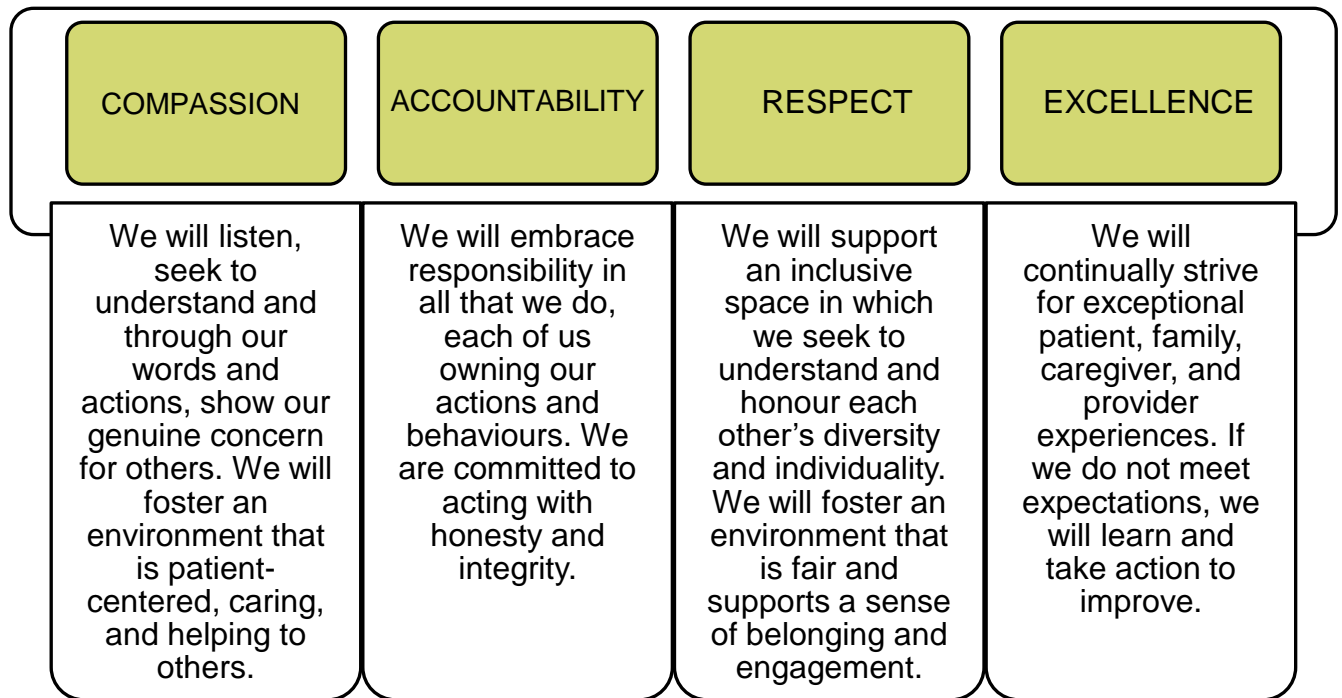 COMPASSION
We will listen,
seek to
understand and
through our
words and
actions, show our
genuine concern
for others. We will
foster an
environment that
is patient-
centered, caring,
and helping to
others.
ACCOUNTABILITY
We will embrace
responsibility in
all that we do,
each of us
owning our
actions and
behaviours. We
are committed to
acting with
honesty and
integrity.
RESPECT
We will support
an inclusive
space in which
we seek to
understand and
honour each
other’s diversity
and individuality.
We will foster an
environment that
is fair and
supports a sense
of belonging and
engagement.
EXCELLENCE
We will
continually strive
for exceptional
patient, family,
caregiver, and
provider
experiences. If
we do not meet
expectations, we
will learn and
take action to
improve.